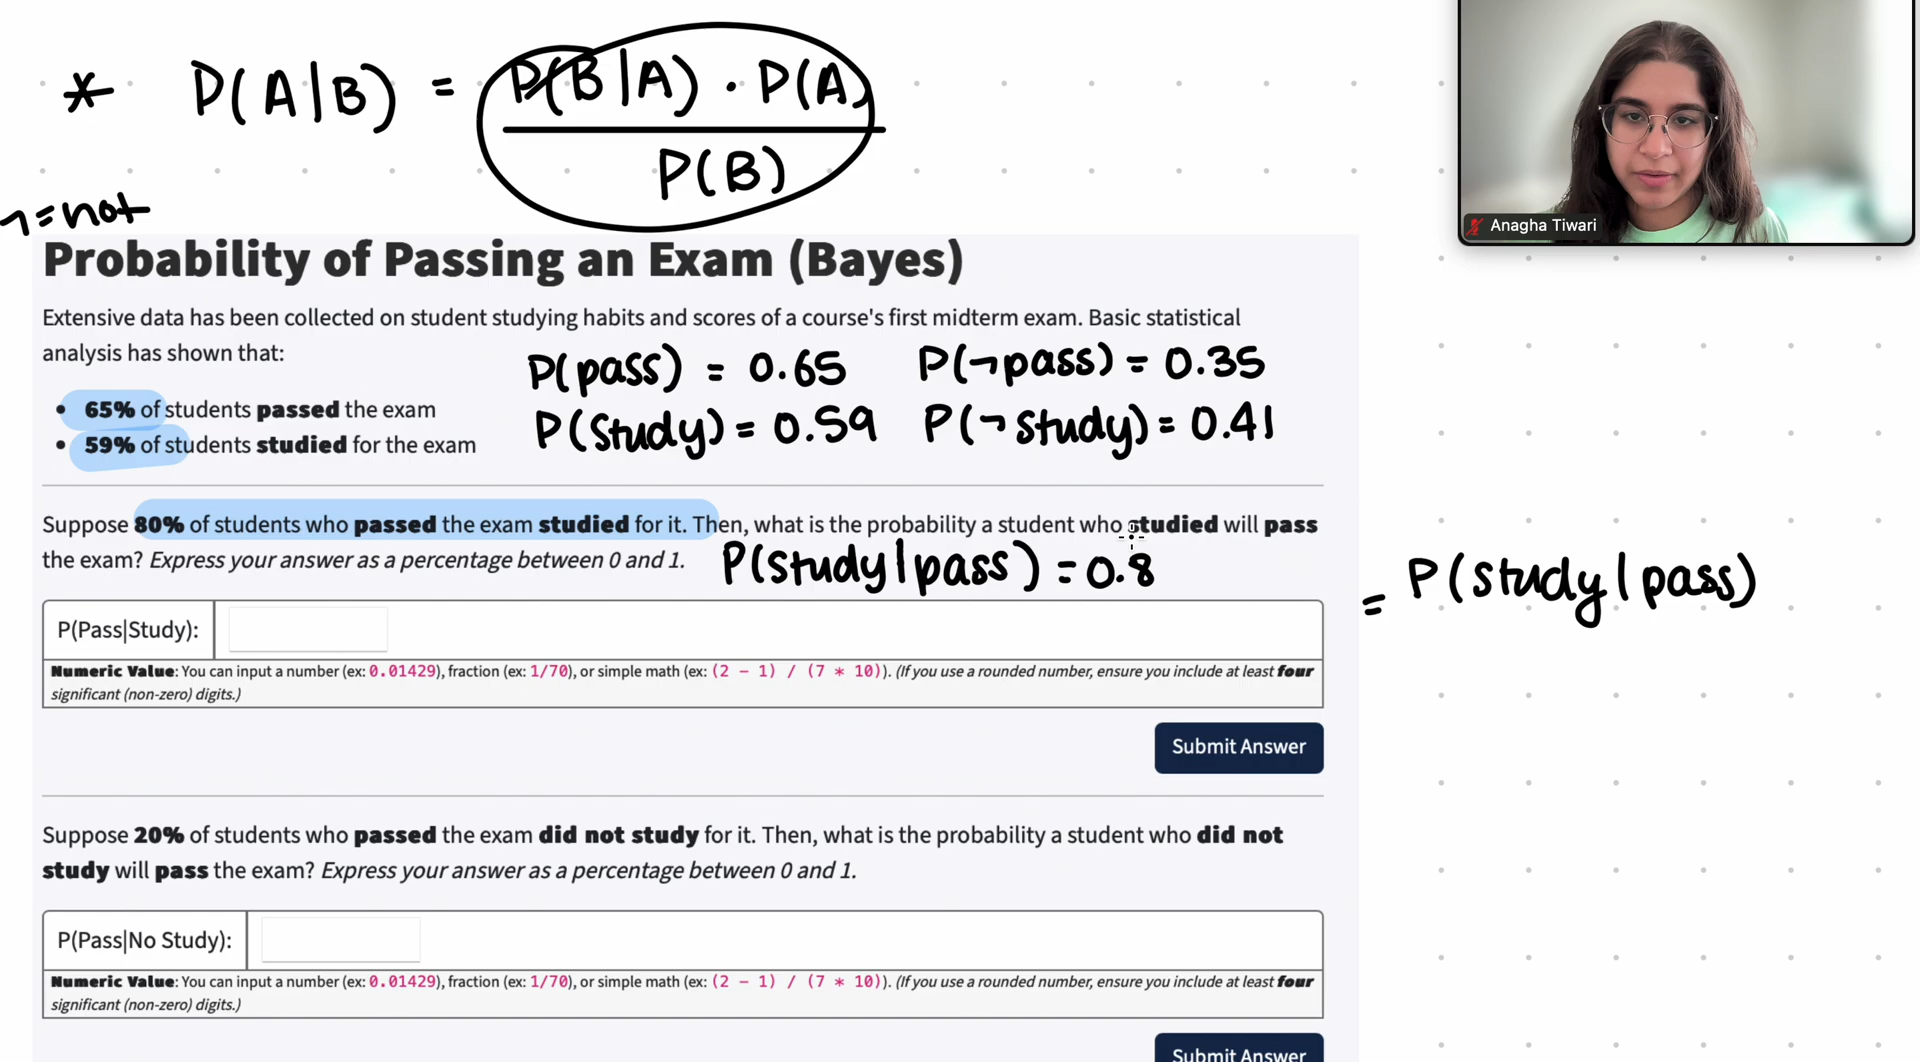 * P(A|B) = P(B|A) · P(A)
P(B)
Anagha Tiwari
¬ = not
Probability of Passing an Exam (Bayes)
Extensive data has been collected on student studying habits and scores of a course's first midterm exam. Basic statistical
analysis has shown that:
P(pass) = 0.65 P(¬pass) = 0.35
• 65% of students passed the exam
P(study) = 0.59 P(¬study) = 0.41
• 59% of students studied for the exam
Suppose 80% of students who passed the exam studied for it. Then, what is the probability a student who studied will pass
the exam? Express your answer as a percentage between 0 and 1.
P(study|pass) = 0.8
= P(study|pass)
P(Pass|Study):
Numeric Value: You can input a number (ex: 0.01429), fraction (ex: 1/70), or simple math (ex: (2 − 1) / (7 * 10)). (If you use a rounded number, ensure you include at least four
significant (non-zero) digits.)
Submit Answer
Suppose 20% of students who passed the exam did not study for it. Then, what is the probability a student who did not
study will pass the exam? Express your answer as a percentage between 0 and 1.
P(Pass|No Study):
Numeric Value: You can input a number (ex: 0.01429), fraction (ex: 1/70), or simple math (ex: (2 − 1) / (7 * 10)). (If you use a rounded number, ensure you include at least four
significant (non-zero) digits.)
Submit Answer